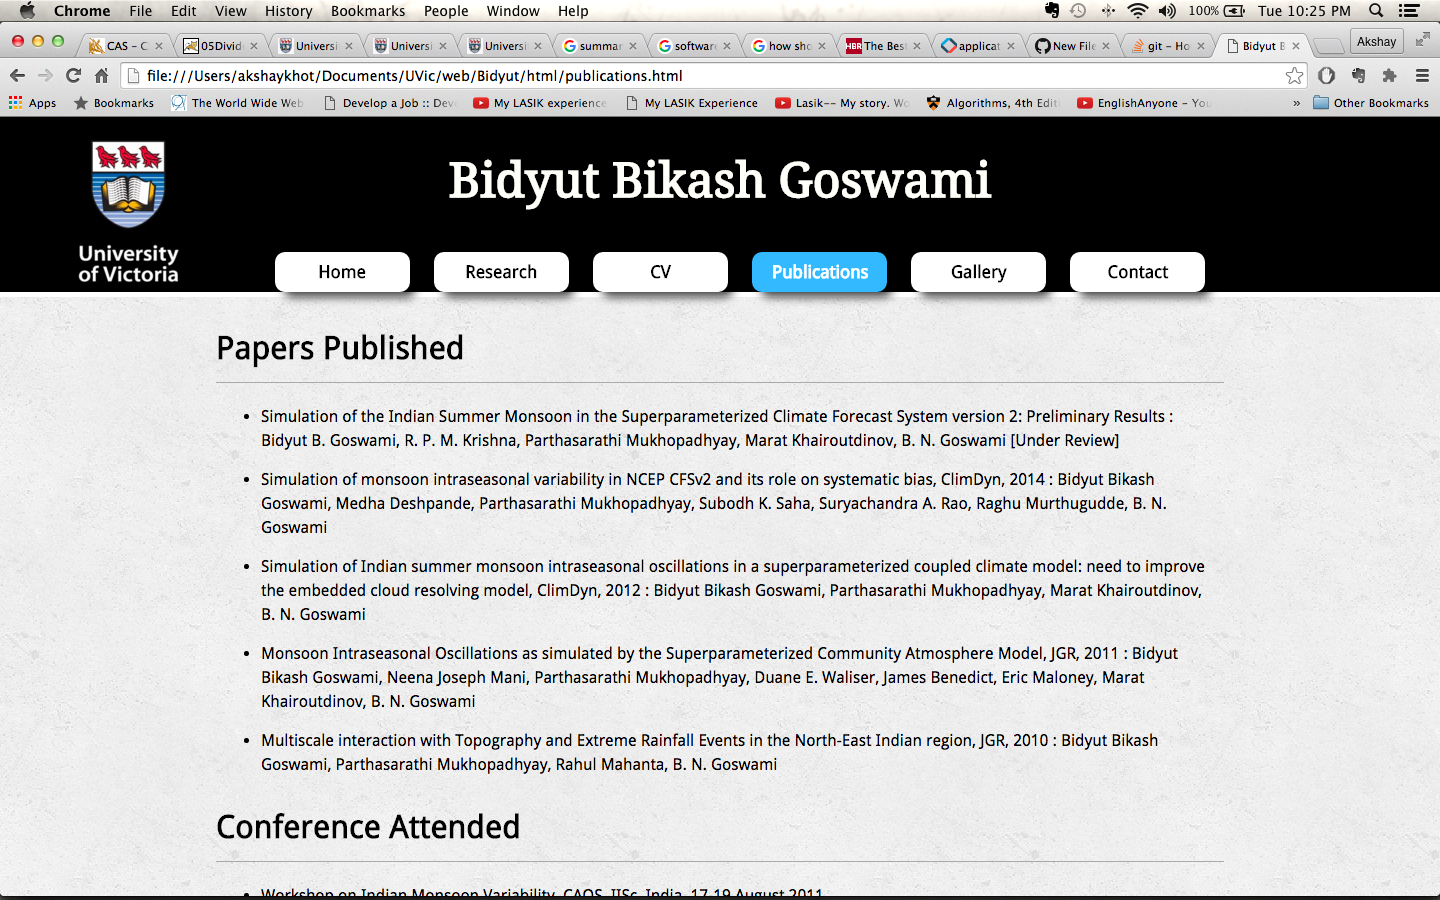 Chrome File Edit View History Bookmarks People Window Help 100% Tue 10:25 PM
CAS – C 05Divid Universi Universi Universi summar software how sho HBR The Best applicat New File git – Ho Bidyut B Akshay
file:///Users/akshaykhot/Documents/UVic/web/Bidyut/html/publications.html
Apps Bookmarks The World Wide Web Develop a Job :: Deve My LASIK experience My LASIK Experience Lasik-- My story. Wo Algorithms, 4th Editi EnglishAnyone – You » Other Bookmarks
Bidyut Bikash Goswami
University
of Victoria
Home Research CV Publications Gallery Contact
Papers Published
• Simulation of the Indian Summer Monsoon in the Superparameterized Climate Forecast System version 2: Preliminary Results :
Bidyut B. Goswami, R. P. M. Krishna, Parthasarathi Mukhopadhyay, Marat Khairoutdinov, B. N. Goswami [Under Review]
• Simulation of monsoon intraseasonal variability in NCEP CFSv2 and its role on systematic bias, ClimDyn, 2014 : Bidyut Bikash
Goswami, Medha Deshpande, Parthasarathi Mukhopadhyay, Subodh K. Saha, Suryachandra A. Rao, Raghu Murthugudde, B. N.
Goswami
• Simulation of Indian summer monsoon intraseasonal oscillations in a superparameterized coupled climate model: need to improve
the embedded cloud resolving model, ClimDyn, 2012 : Bidyut Bikash Goswami, Parthasarathi Mukhopadhyay, Marat Khairoutdinov,
B. N. Goswami
• Monsoon Intraseasonal Oscillations as simulated by the Superparameterized Community Atmosphere Model, JGR, 2011 : Bidyut
Bikash Goswami, Neena Joseph Mani, Parthasarathi Mukhopadhyay, Duane E. Waliser, James Benedict, Eric Maloney, Marat
Khairoutdinov, B. N. Goswami
• Multiscale interaction with Topography and Extreme Rainfall Events in the North-East Indian region, JGR, 2010 : Bidyut Bikash
Goswami, Parthasarathi Mukhopadhyay, Rahul Mahanta, B. N. Goswami
Conference Attended
• Workshop on Indian Monsoon Variability, CAOS, IISc, India, 17-19 August 2011